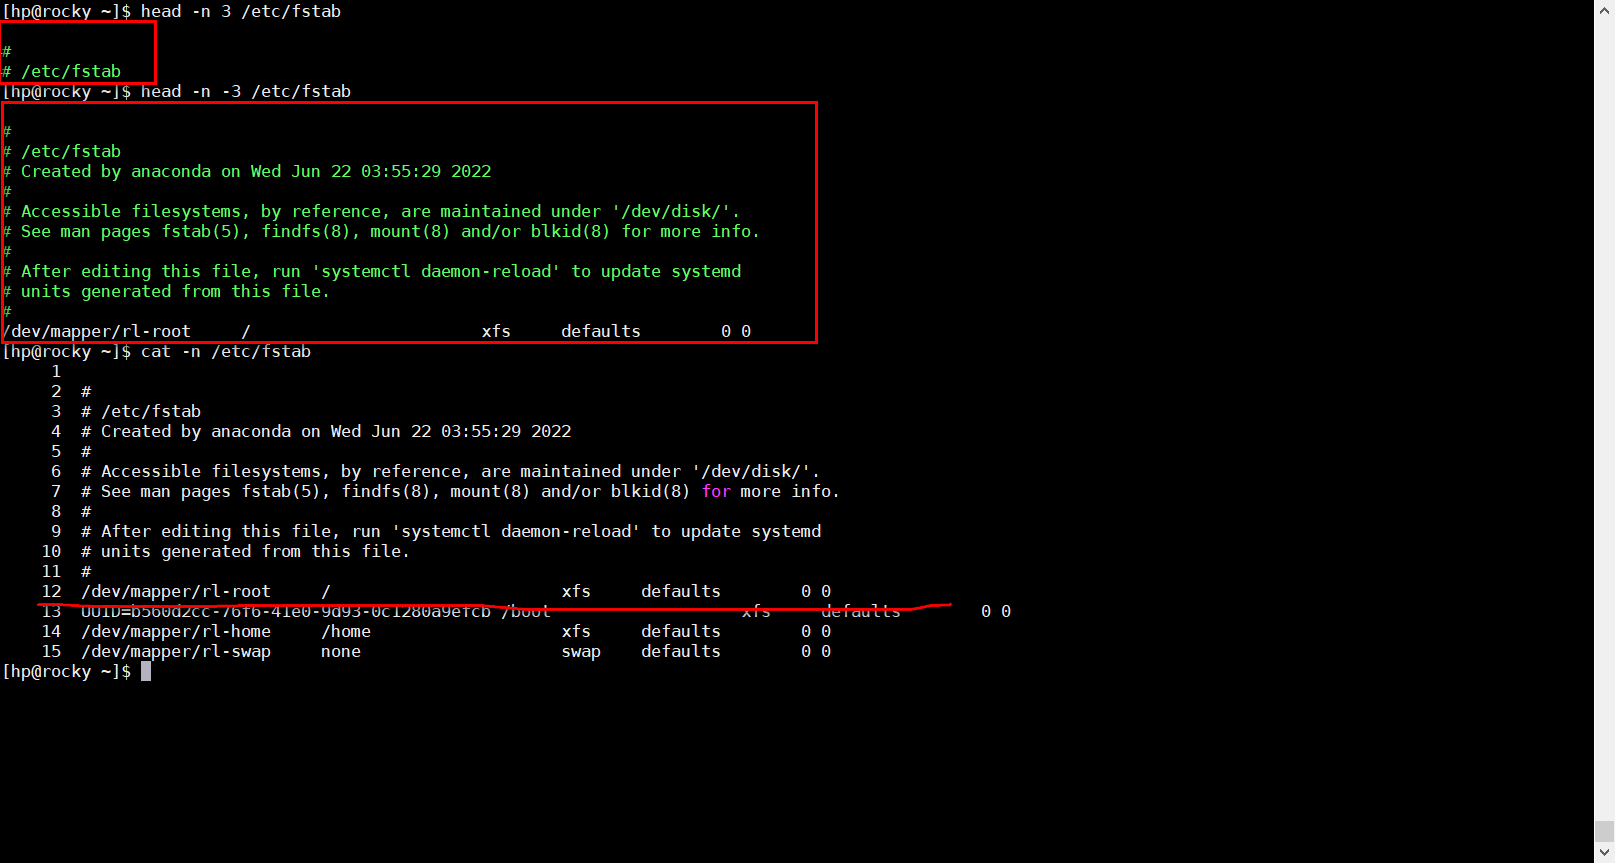 [hp@rocky ~]$ head -n 3 /etc/fstab
#
# /etc/fstab
[hp@rocky ~]$ head -n -3 /etc/fstab
#
# /etc/fstab
# Created by anaconda on Wed Jun 22 03:55:29 2022
#
# Accessible filesystems, by reference, are maintained under '/dev/disk/'.
# See man pages fstab(5), findfs(8), mount(8) and/or blkid(8) for more info.
#
# After editing this file, run 'systemctl daemon-reload' to update systemd
# units generated from this file.
#
/dev/mapper/rl-root     /                       xfs     defaults        0 0
[hp@rocky ~]$ cat -n /etc/fstab
     1
     2  #
     3  # /etc/fstab
     4  # Created by anaconda on Wed Jun 22 03:55:29 2022
     5  #
     6  # Accessible filesystems, by reference, are maintained under '/dev/disk/'.
     7  # See man pages fstab(5), findfs(8), mount(8) and/or blkid(8) for more info.
     8  #
     9  # After editing this file, run 'systemctl daemon-reload' to update systemd
    10  # units generated from this file.
    11  #
    12  /dev/mapper/rl-root     /                       xfs     defaults        0 0
    13  UUID=b560d2cc-76f6-41e0-9d93-0c1280a9efcb /boot                   xfs     defaults        0 0
    14  /dev/mapper/rl-home     /home                   xfs     defaults        0 0
    15  /dev/mapper/rl-swap     none                    swap    defaults        0 0
[hp@rocky ~]$